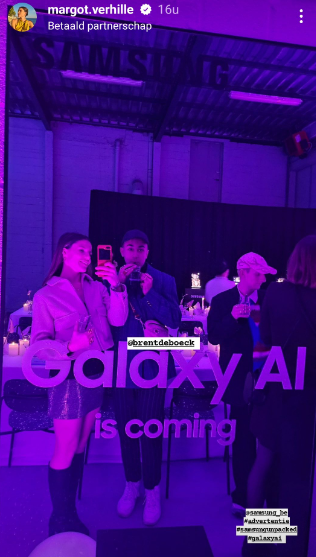 margot.verhille 16u
Betaald partnerschap
SAMSUNG
@brentdeboeck
Galaxy AI
is coming
@samsung_be
#advertentie
#samsungunpacked
#galaxyai